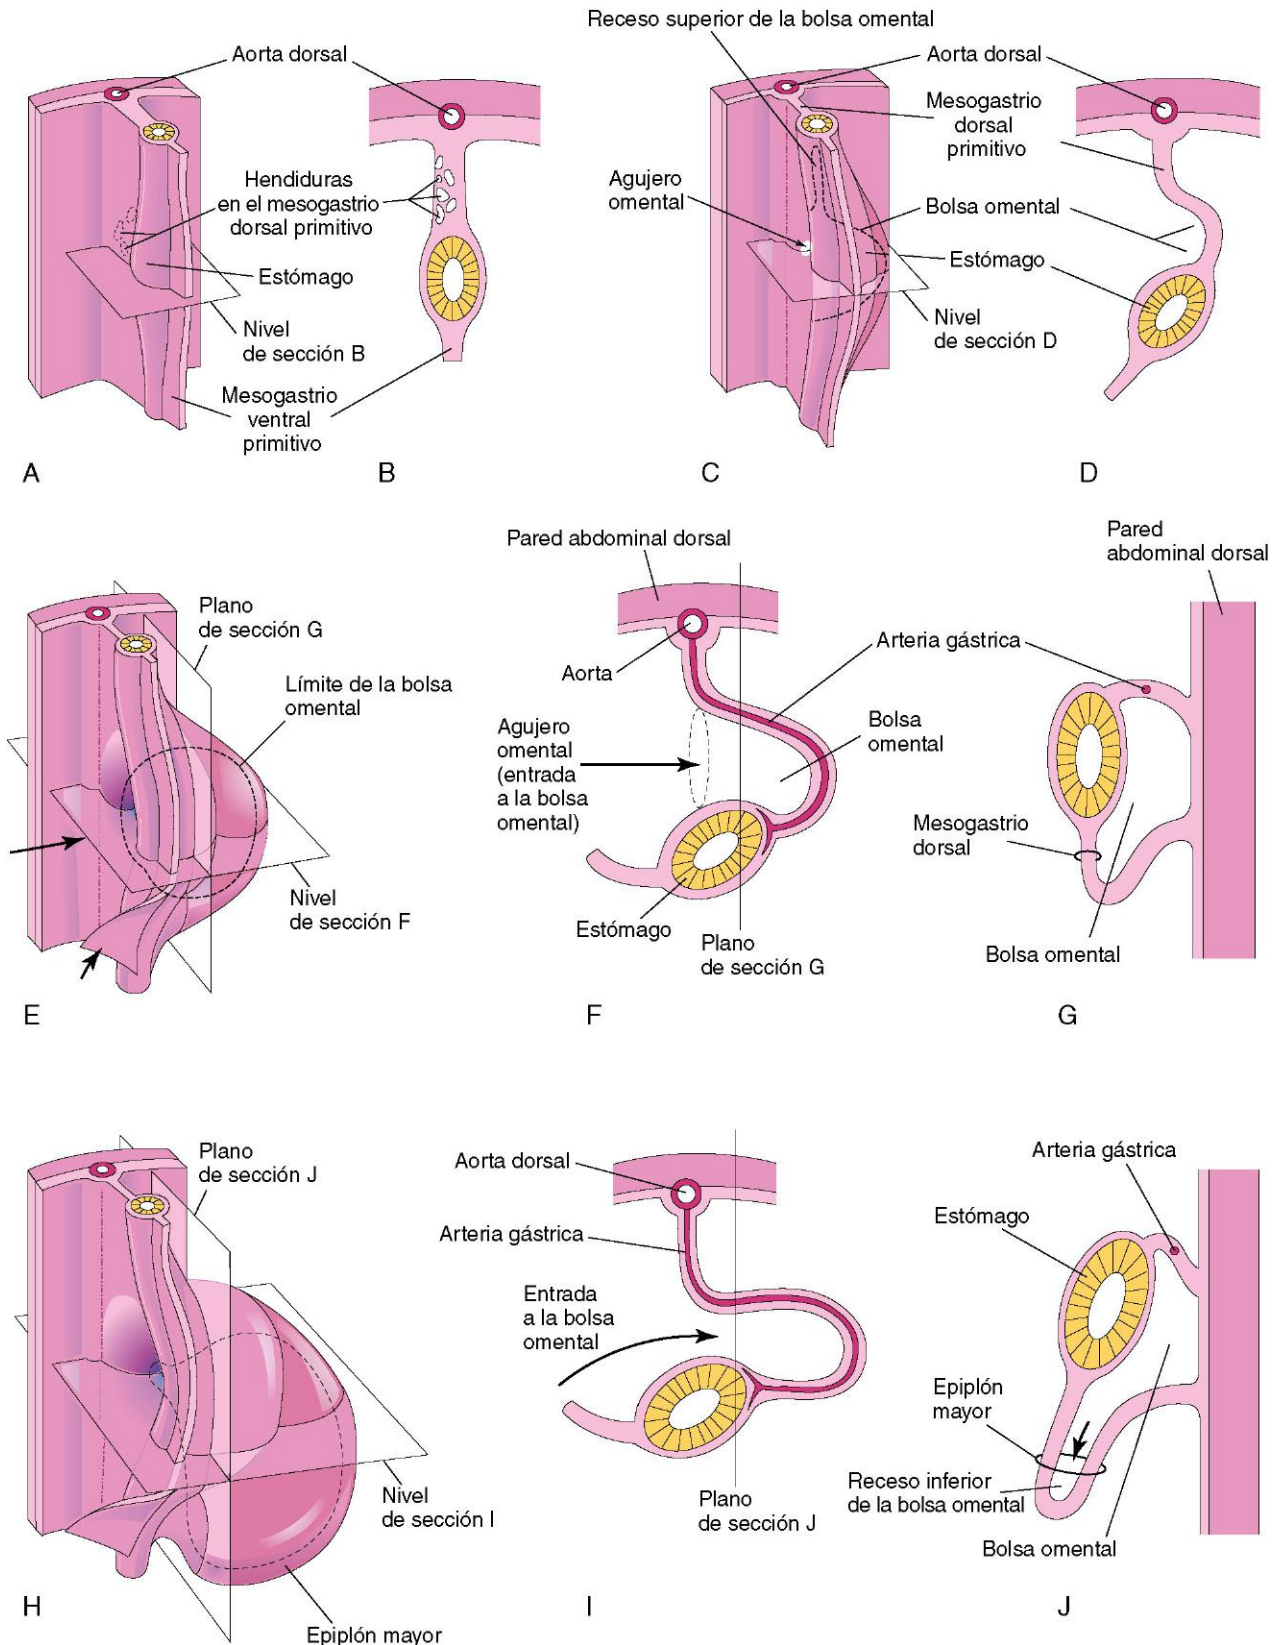 Receso superior de la bolsa omental
Aorta dorsal
Hendiduras
en el mesogastrio
dorsal primitivo
Estómago
Nivel
de sección B
Mesogastrio
ventral
primitivo
A
B
Aorta dorsal
Mesogastrio
dorsal
primitivo
Agujero
omental
Bolsa omental
Estómago
Nivel
de sección D
C
D
Plano
de sección G
Límite de la bolsa
omental
Nivel
de sección F
E
Pared abdominal dorsal
Aorta
Arteria gástrica
Agujero
omental
(entrada
a la bolsa
omental)
Bolsa
omental
Estómago
Plano
de sección G
F
Pared
abdominal dorsal
Mesogastrio
dorsal
Bolsa omental
G
Plano
de sección J
Nivel
de sección I
Epiplón mayor
H
Aorta dorsal
Arteria gástrica
Entrada
a la bolsa
omental
Plano
de sección J
I
Arteria gástrica
Estómago
Epiplón
mayor
Receso inferior
de la bolsa omental
Bolsa omental
J